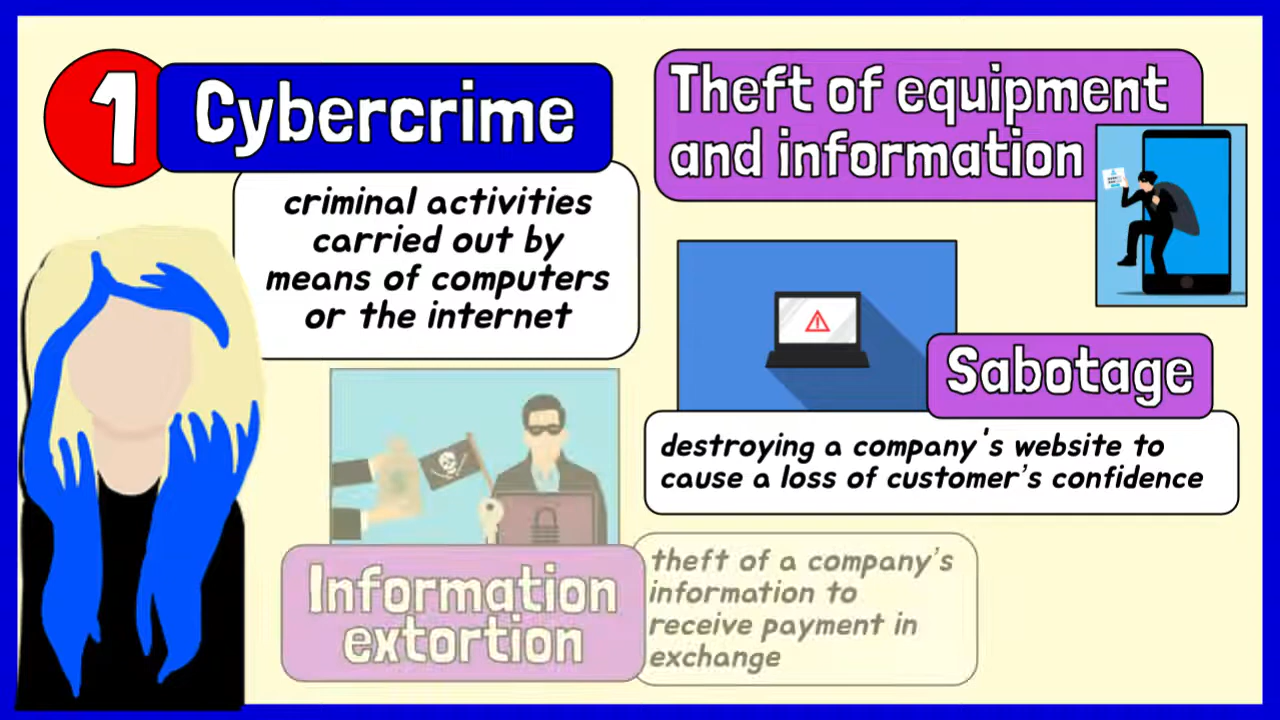 1
Cybercrime
criminal activities
carried out by
means of computers
or the internet
Theft of equipment
and information
Sabotage
destroying a company's website to
cause a loss of customer's confidence
Information
extortion
theft of a company's
information to
receive payment in
exchange